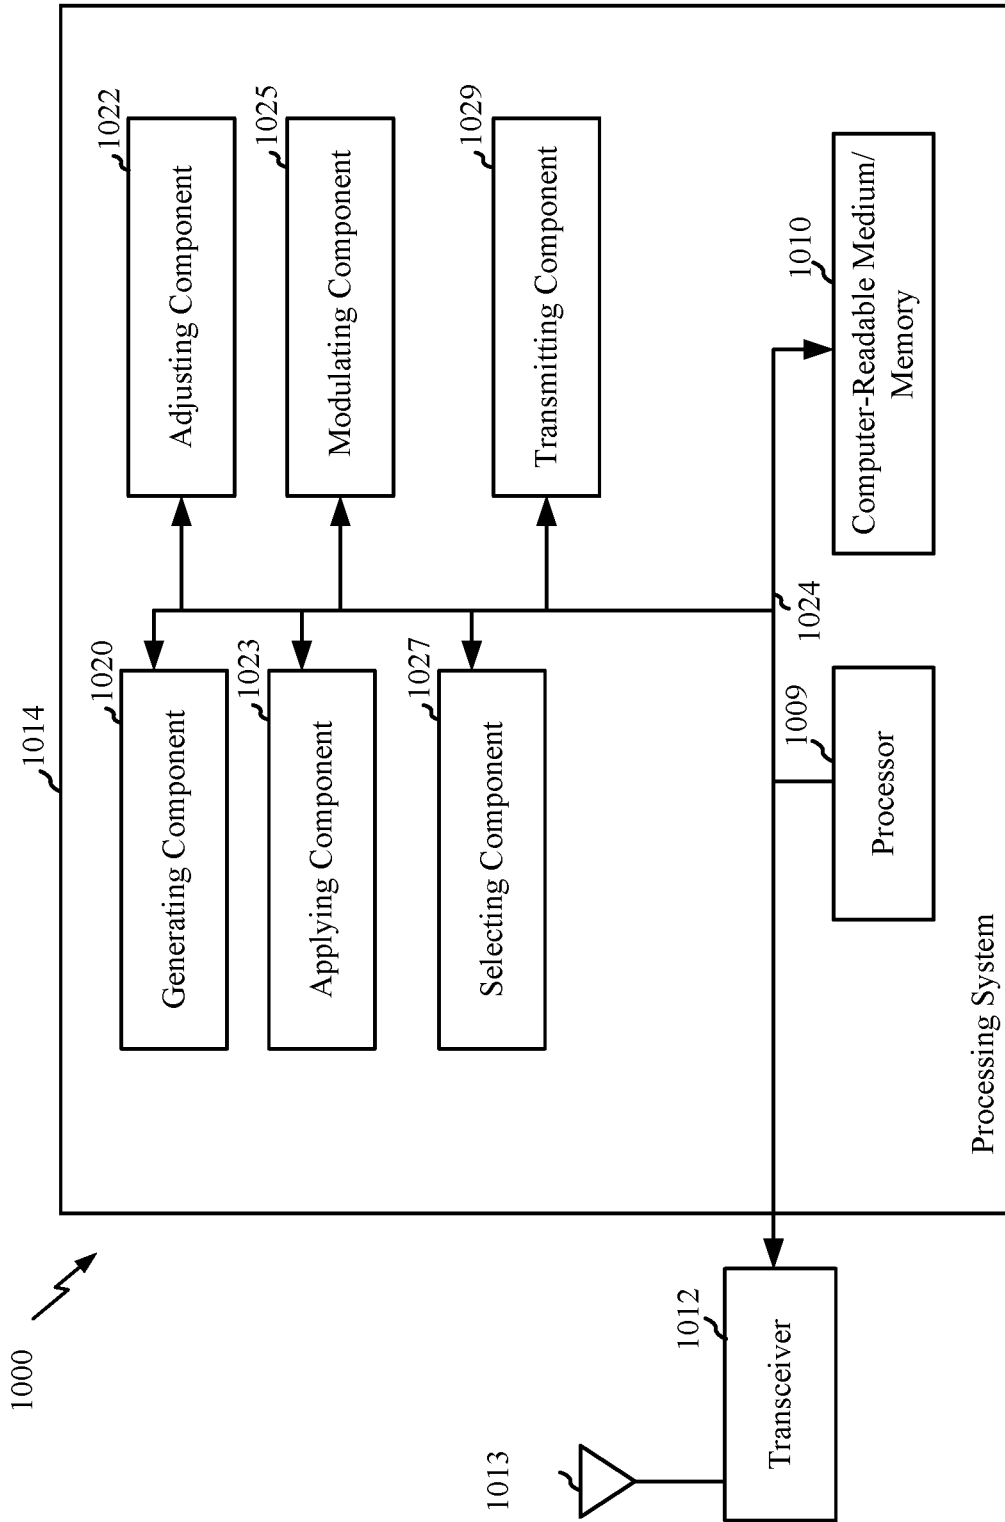 1000
1014
1020
Generating Component
1022
Adjusting Component
1023
Applying Component
1025
Modulating Component
1027
Selecting Component
1029
Transmitting Component
1013
1012
Transceiver
1009
Processor
1024
1010
Computer-Readable Medium/
Memory
Processing System